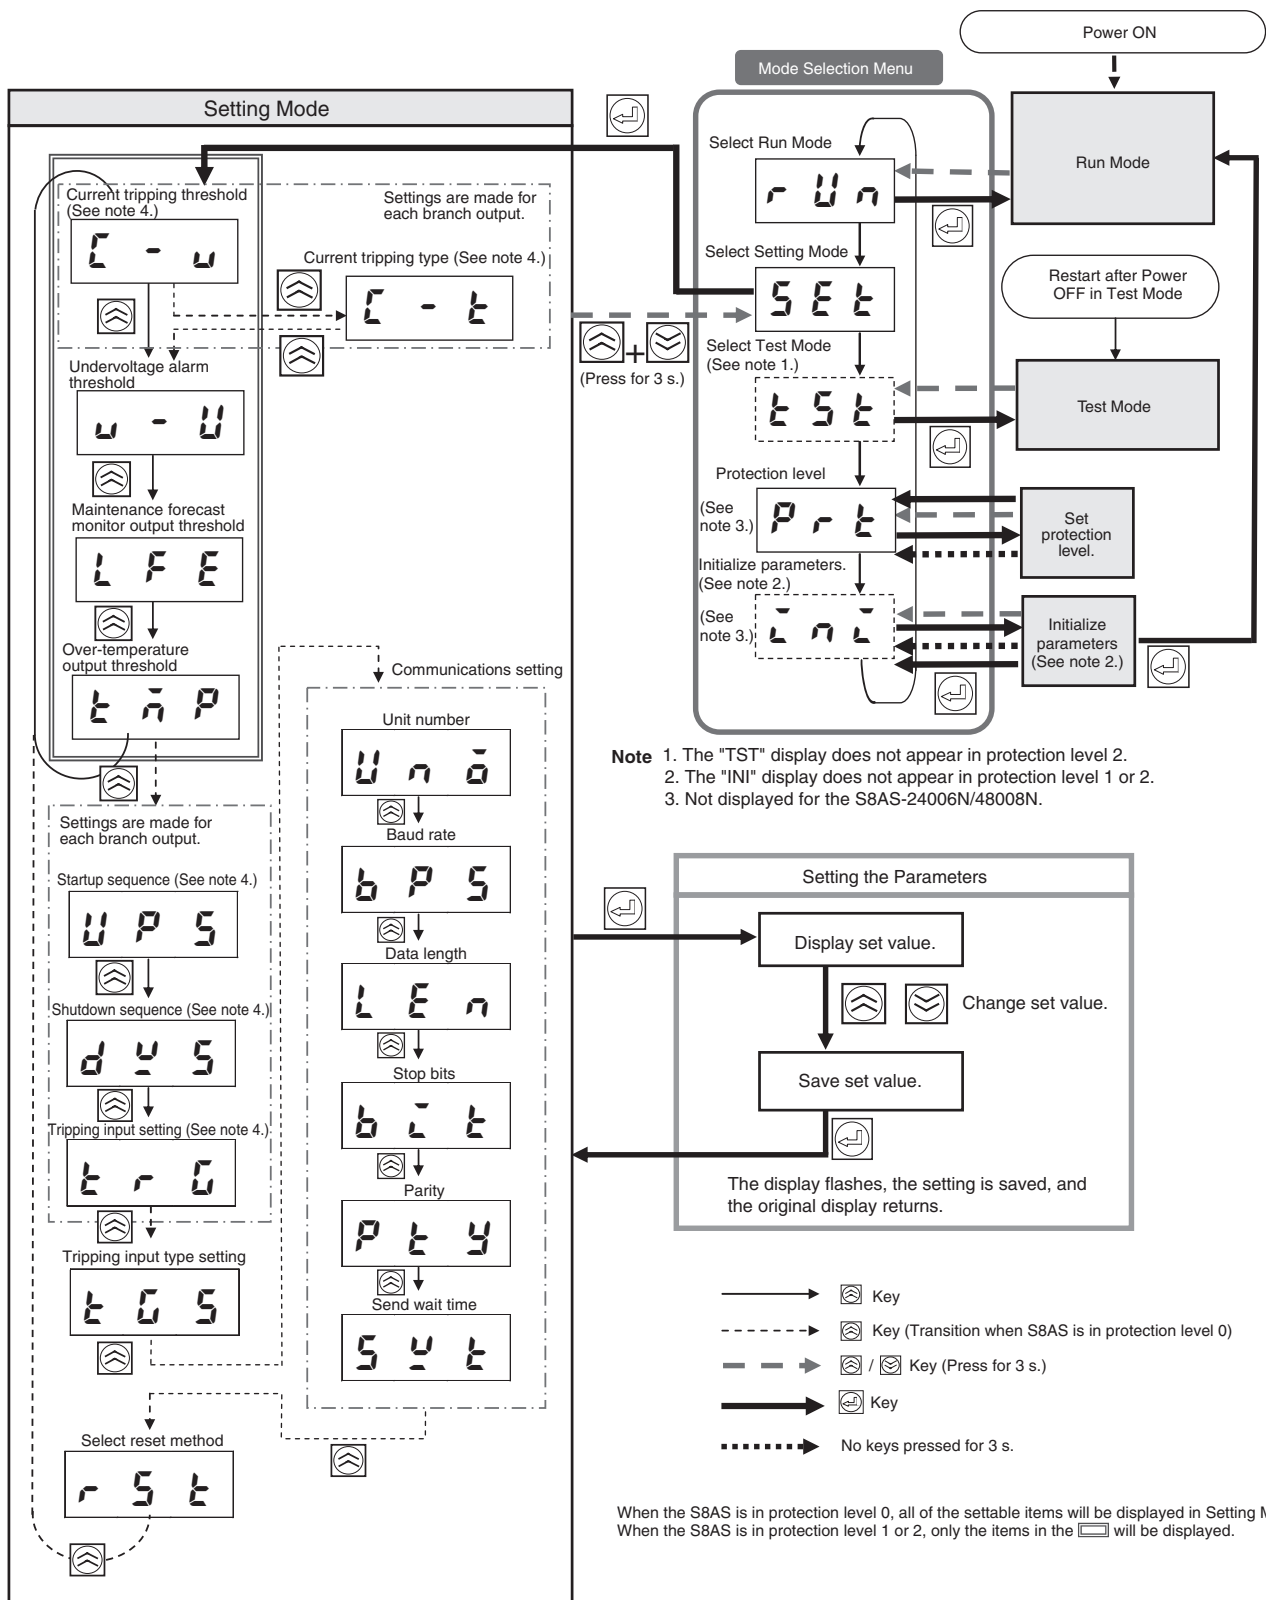 Power ON
Mode Selection Menu
Setting Mode
Select Run Mode
Run Mode
r U n
Current tripping threshold
(See note 4.)
Settings are made for
each branch output.
C - u
Current tripping type (See note 4.)
C - t
Select Setting Mode
S E t
Restart after Power
OFF in Test Mode
+
(Press for 3 s.)
Select Test Mode
(See note 1.)
t S t
Test Mode
Undervoltage alarm
threshold
u - U
Maintenance forecast
monitor output threshold
L F E
Over-temperature
output threshold
t m P
Protection level
(See
note 3.)
P r t
Set
protection
level.
Initialize parameters.
(See note 2.)
(See
note 3.)
i n i
Initialize
parameters
(See note 2.)
Note 1. The "TST" display does not appear in protection level 2.
2. The "INI" display does not appear in protection level 1 or 2.
3. Not displayed for the S8AS-24006N/48008N.
Settings are made for
each branch output.
Startup sequence (See note 4.)
U P S
Shutdown sequence (See note 4.)
d w S
Tripping input setting (See note 4.)
t r G
Tripping input type setting
t G S
Select reset method
r S t
Communications setting
Unit number
U n o
Baud rate
b P S
Data length
L E n
Stop bits
b i t
Parity
P t y
Send wait time
S w t
Setting the Parameters
Display set value.
Change set value.
Save set value.
The display flashes, the setting is saved, and
the original display returns.
Key
Key (Transition when S8AS is in protection level 0)
/ Key (Press for 3 s.)
Key
No keys pressed for 3 s.
When the S8AS is in protection level 0, all of the settable items will be displayed in Setting
When the S8AS is in protection level 1 or 2, only the items in the will be displayed.